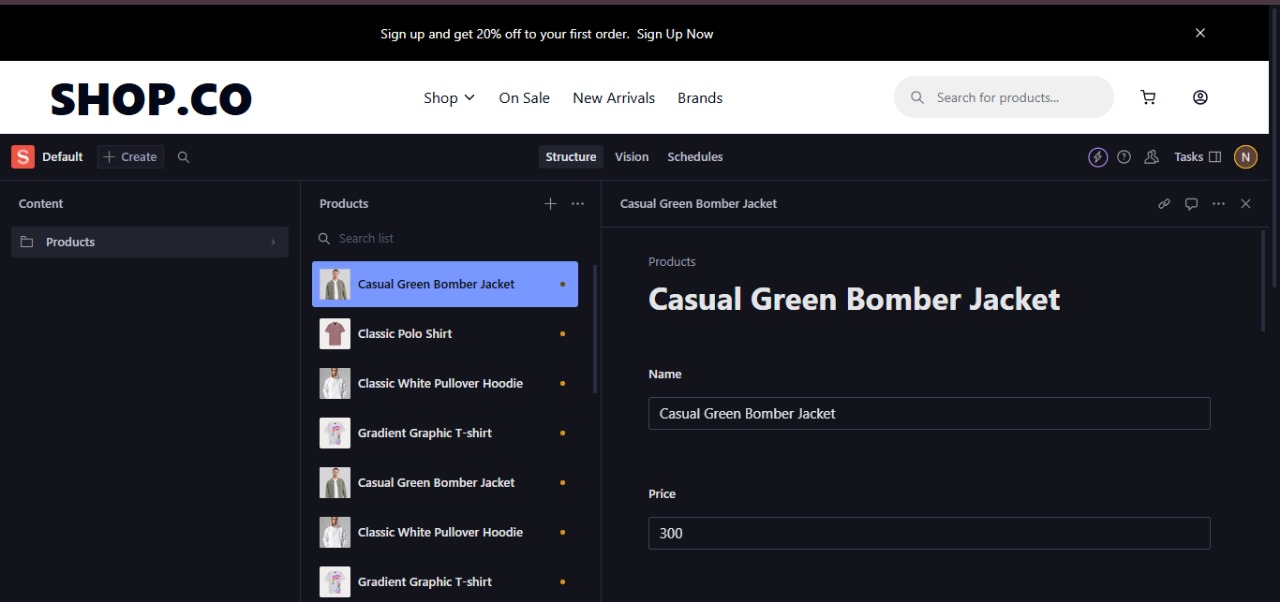 Sign up and get 20% off to your first order. Sign Up Now
SHOP.CO
Shop
On Sale
New Arrivals
Brands
Search for products...
S
Default
Create
Structure
Vision
Schedules
Tasks
N
Content
Products
Products
Search list
Casual Green Bomber Jacket
Classic Polo Shirt
Classic White Pullover Hoodie
Gradient Graphic T-shirt
Casual Green Bomber Jacket
Classic White Pullover Hoodie
Gradient Graphic T-shirt
Casual Green Bomber Jacket
Products
Casual Green Bomber Jacket
Name
Casual Green Bomber Jacket
Price
300